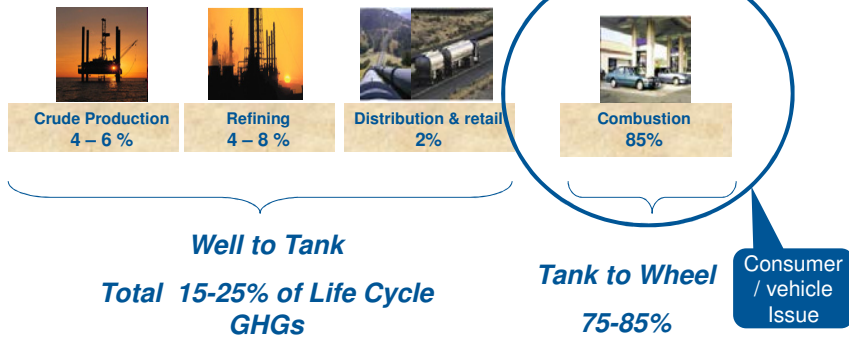 Crude Production
4 – 6 %
Refining
4 – 8 %
Distribution & retail
2%
Combustion
85%
Well to Tank
Total 15-25% of Life Cycle
GHGs
Tank to Wheel
75-85%
Consumer
/ vehicle
Issue